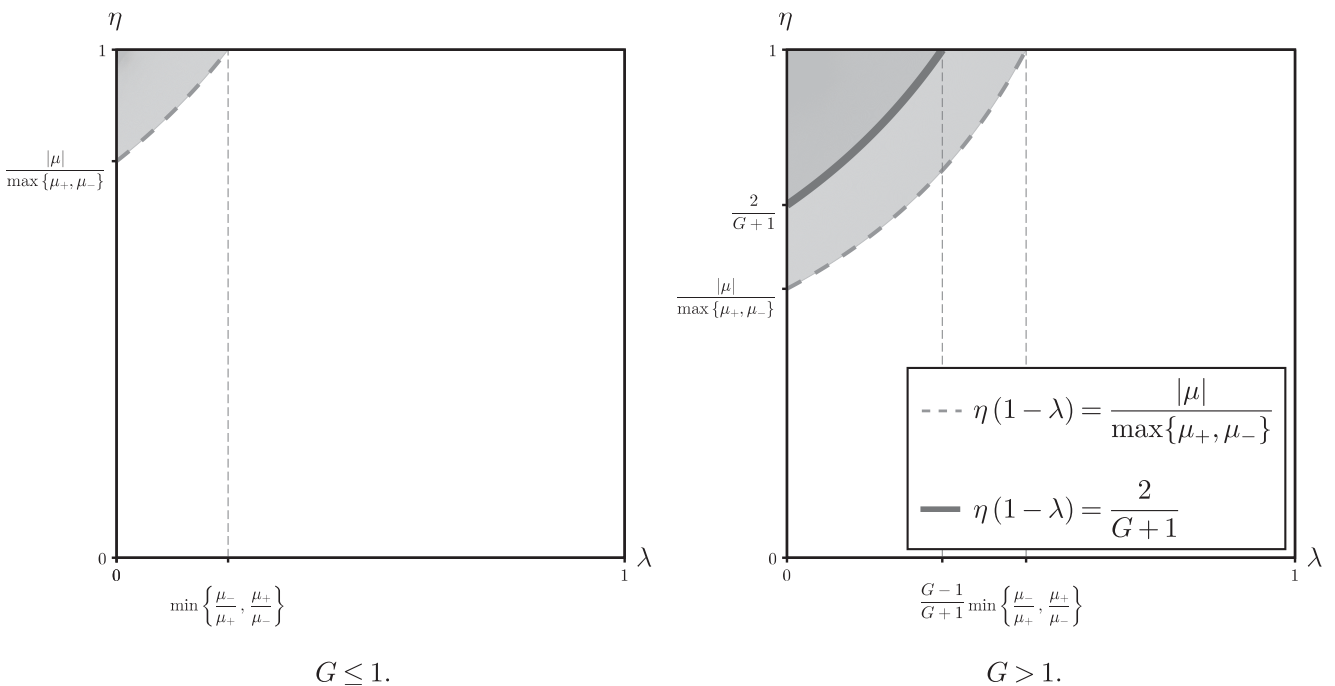 η
1
|μ|
max {μ₊, μ₋}
0
0
1
λ
min {μ₋/μ₊, μ₊/μ₋}
G ≤ 1.
η
1
2
G + 1
|μ|
max {μ₊, μ₋}
0
0
1
λ
G − 1/G + 1 min {μ₋/μ₊, μ₊/μ₋}
η (1 − λ) = |μ|/max{μ₊, μ₋}
η (1 − λ) = 2/G + 1
G > 1.